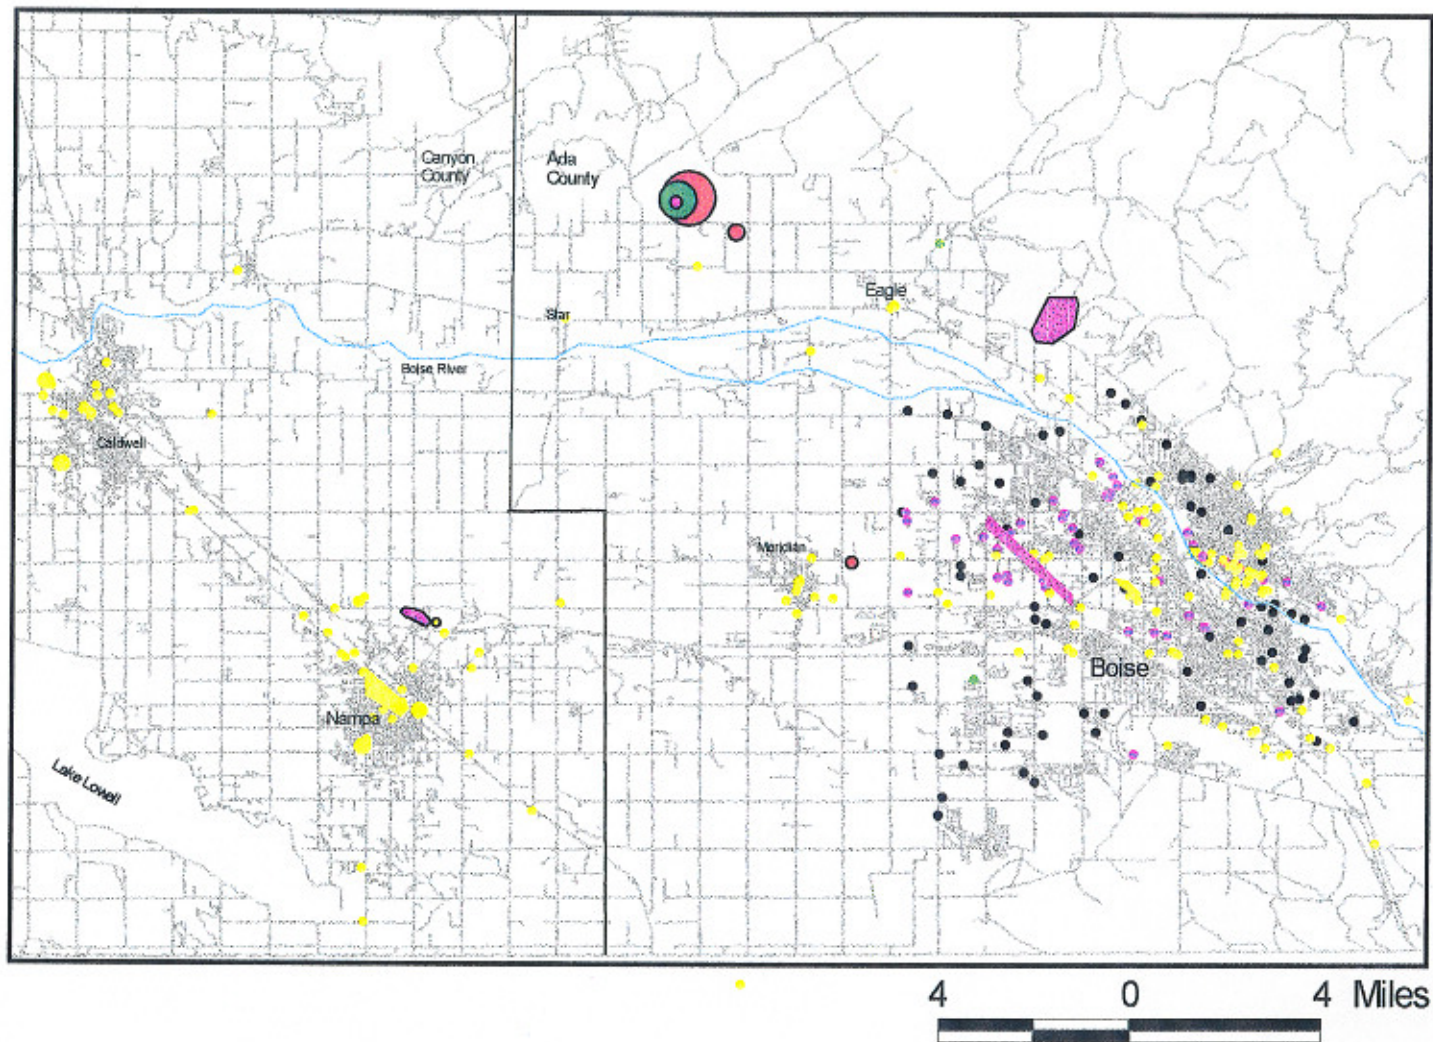 Canyon
County
Ada
County
Eagle
Star
Boise River
Caldwell
Meridian
Boise
Nampa
Lake Lowell
4 0 4 Miles